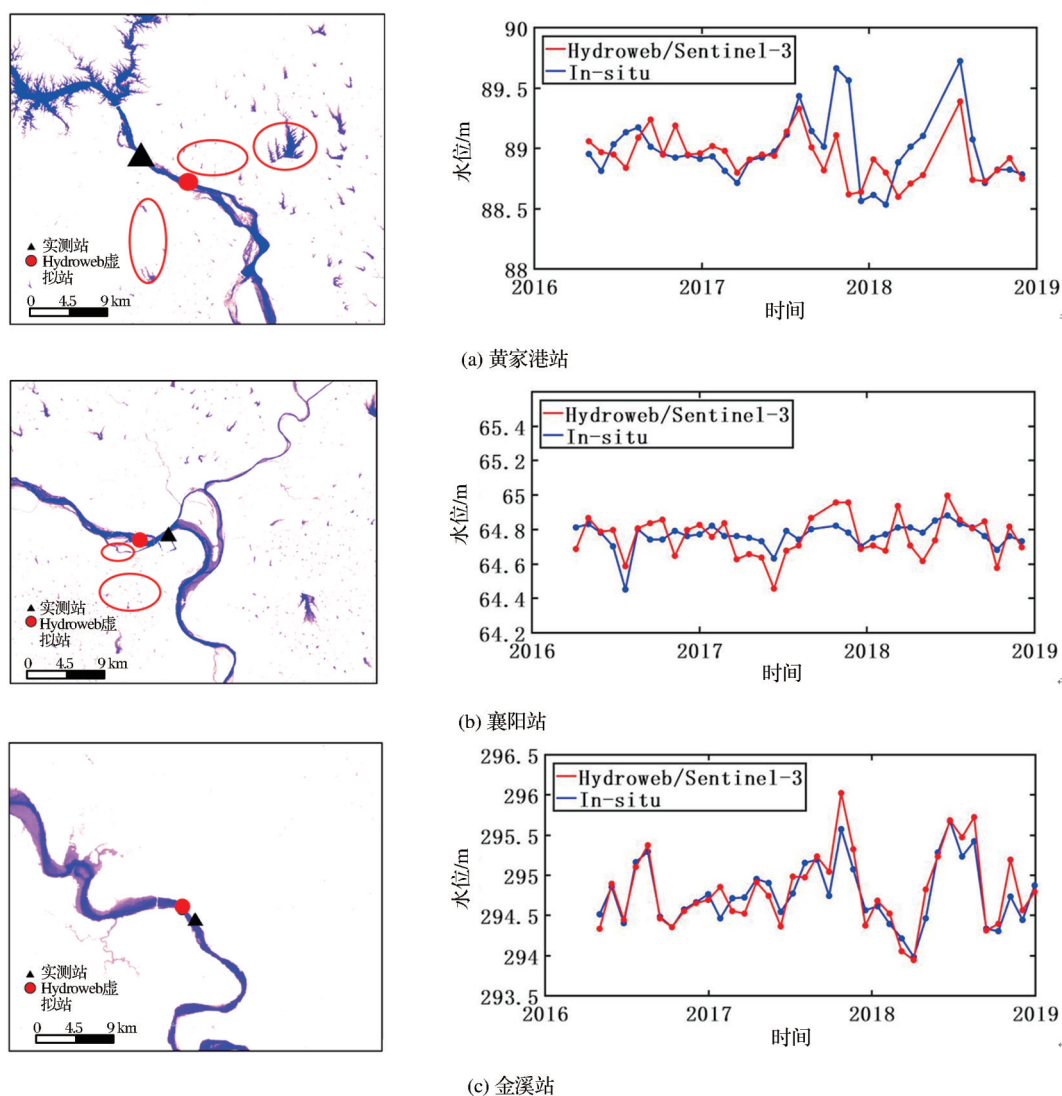 实测站
Hydroweb虚
拟站
0 4.5 9 km
90
89.5
89
88.5
88
水位/m
Hydroweb/Sentinel-3
In-situ
2016 2017 2018 2019
时间
(a) 黄家港站
实测站
Hydroweb虚
拟站
0 4.5 9 km
65.4
65.2
65
64.8
64.6
64.4
64.2
水位/m
Hydroweb/Sentinel-3
In-situ
2016 2017 2018 2019
时间
(b) 襄阳站
实测站
Hydroweb虚
拟站
0 4.5 9 km
296.5
296
295.5
295
294.5
294
293.5
水位/m
Hydroweb/Sentinel-3
In-situ
2016 2017 2018 2019
时间
(c) 金溪站